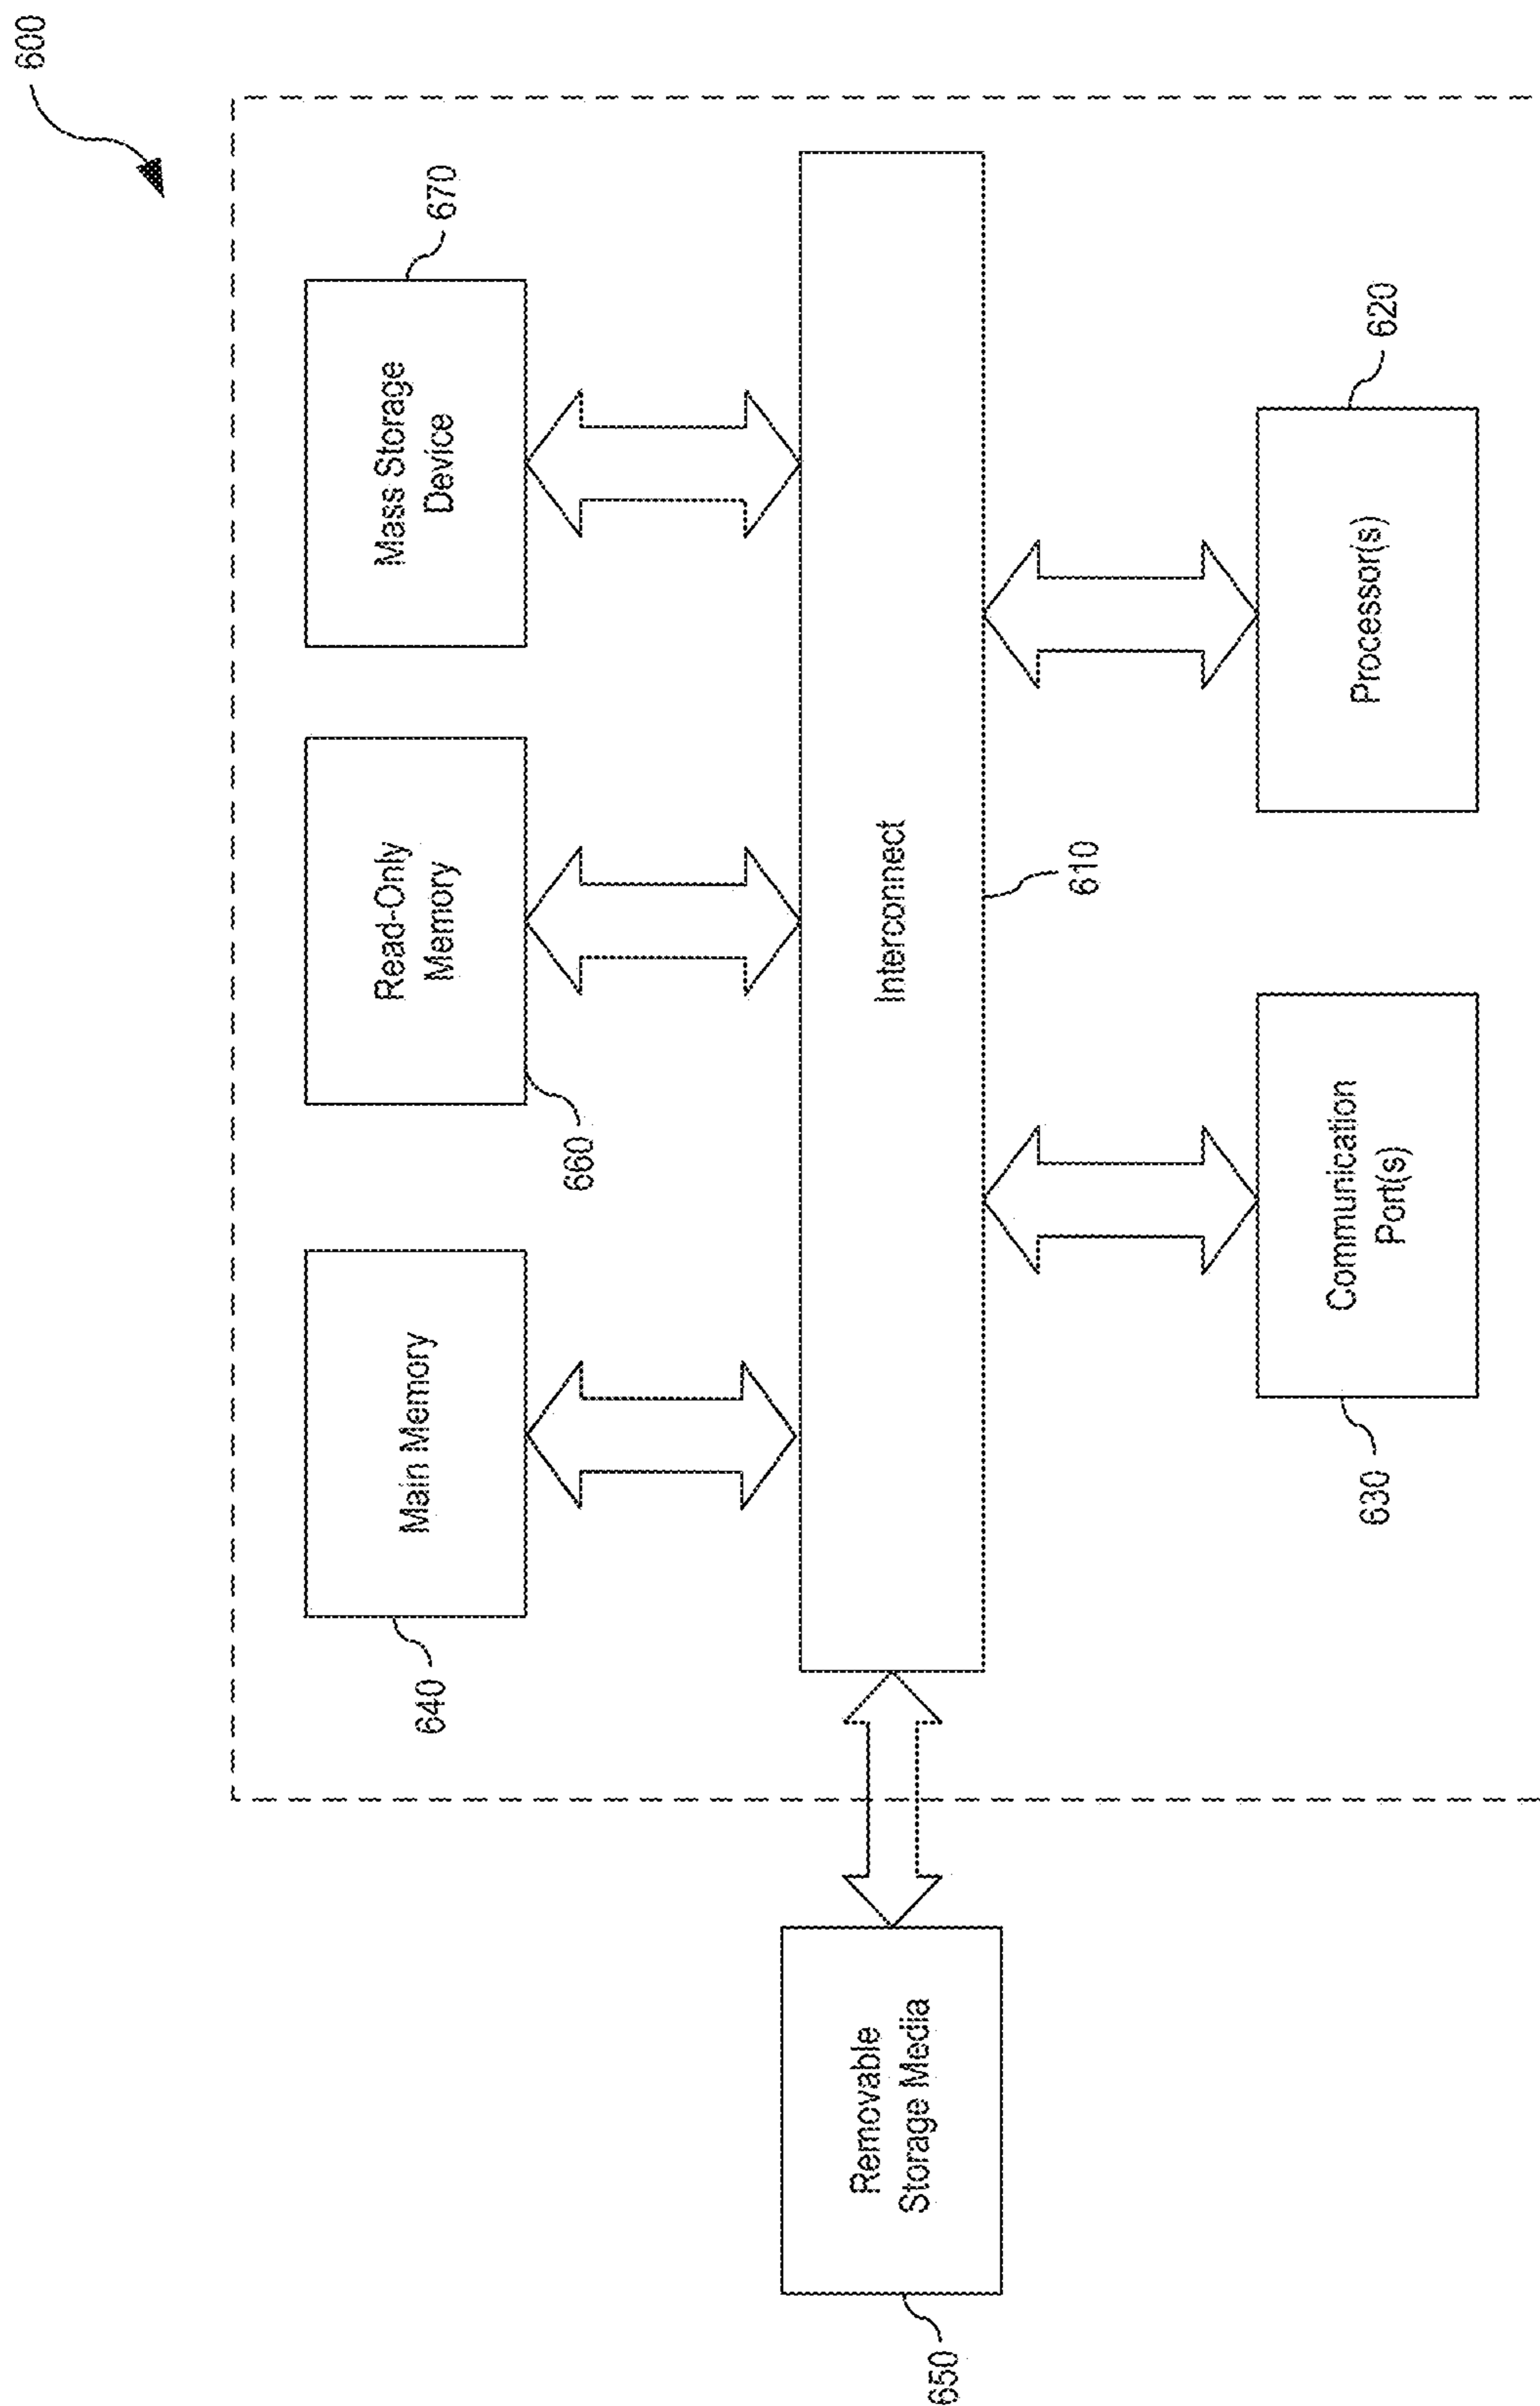 600
Main Memory
640
Read-Only
Memory
660
Mass Storage
Device
670
Removable
Storage Media
650
Interconnect
610
Communication
Port(s)
630
Processor(s)
620